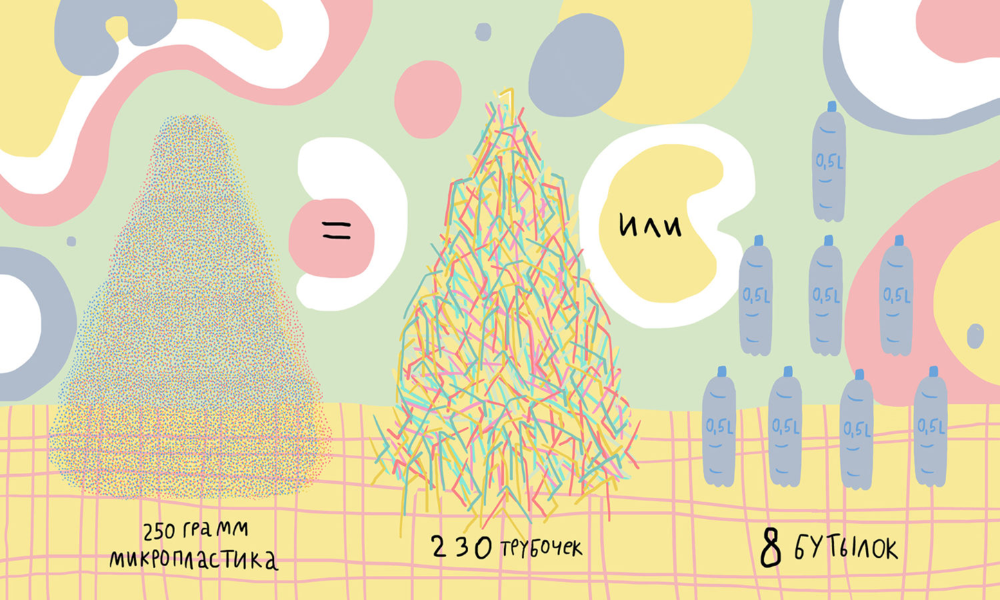 =
или
0,5L
0,5L
0,5L
0,5L
0,5L
0,5L
0,5L
0,5L
250 грамм
микропластика
230 трубочек
8 бутылок